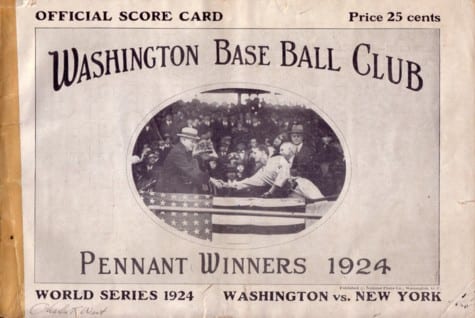 OFFICIAL SCORE CARD Price 25 cents
WASHINGTON BASE BALL CLUB
PENNANT WINNERS 1924
WORLD SERIES 1924 WASHINGTON vs. NEW YORK